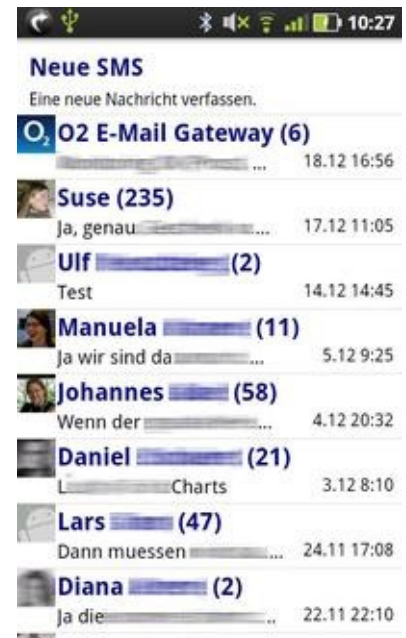 10:27
Neue SMS
Eine neue Nachricht verfassen.
O2 O2 E-Mail Gateway (6)
... 18.12 16:56
Suse (235)
Ja, genau ... 17.12 11:05
Ulf (2)
Test 14.12 14:45
Manuela (11)
Ja wir sind da ... 5.12 9:25
Johannes (58)
Wenn der ... 4.12 20:32
Daniel (21)
L Charts 3.12 8:10
Lars (47)
Dann muessen ... 24.11 17:08
Diana (2)
Ja die .. 22.11 22:10